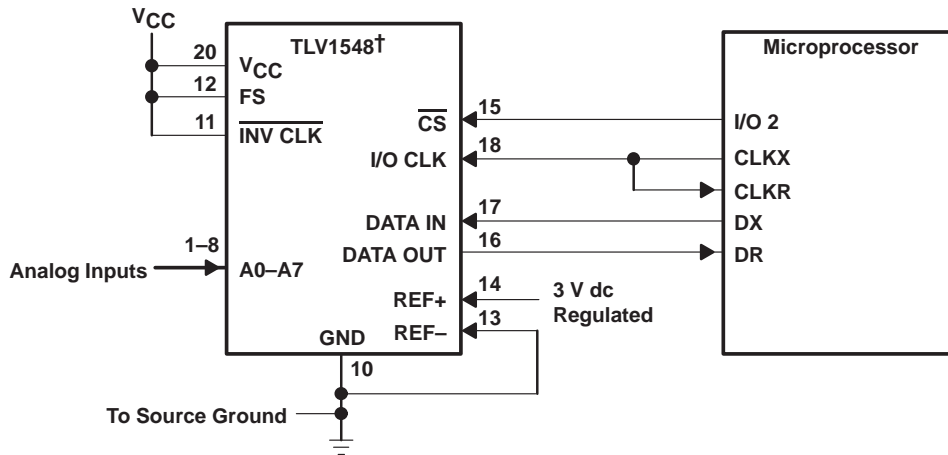 VCC
TLV1548†
Microprocessor
20
VCC
12
FS
11
INV CLK
15
CS
I/O 2
18
I/O CLK
CLKX
CLKR
17
DATA IN
DX
16
DATA OUT
DR
1–8
Analog Inputs
A0–A7
14
REF+
3 V dc
Regulated
13
REF–
GND
10
To Source Ground